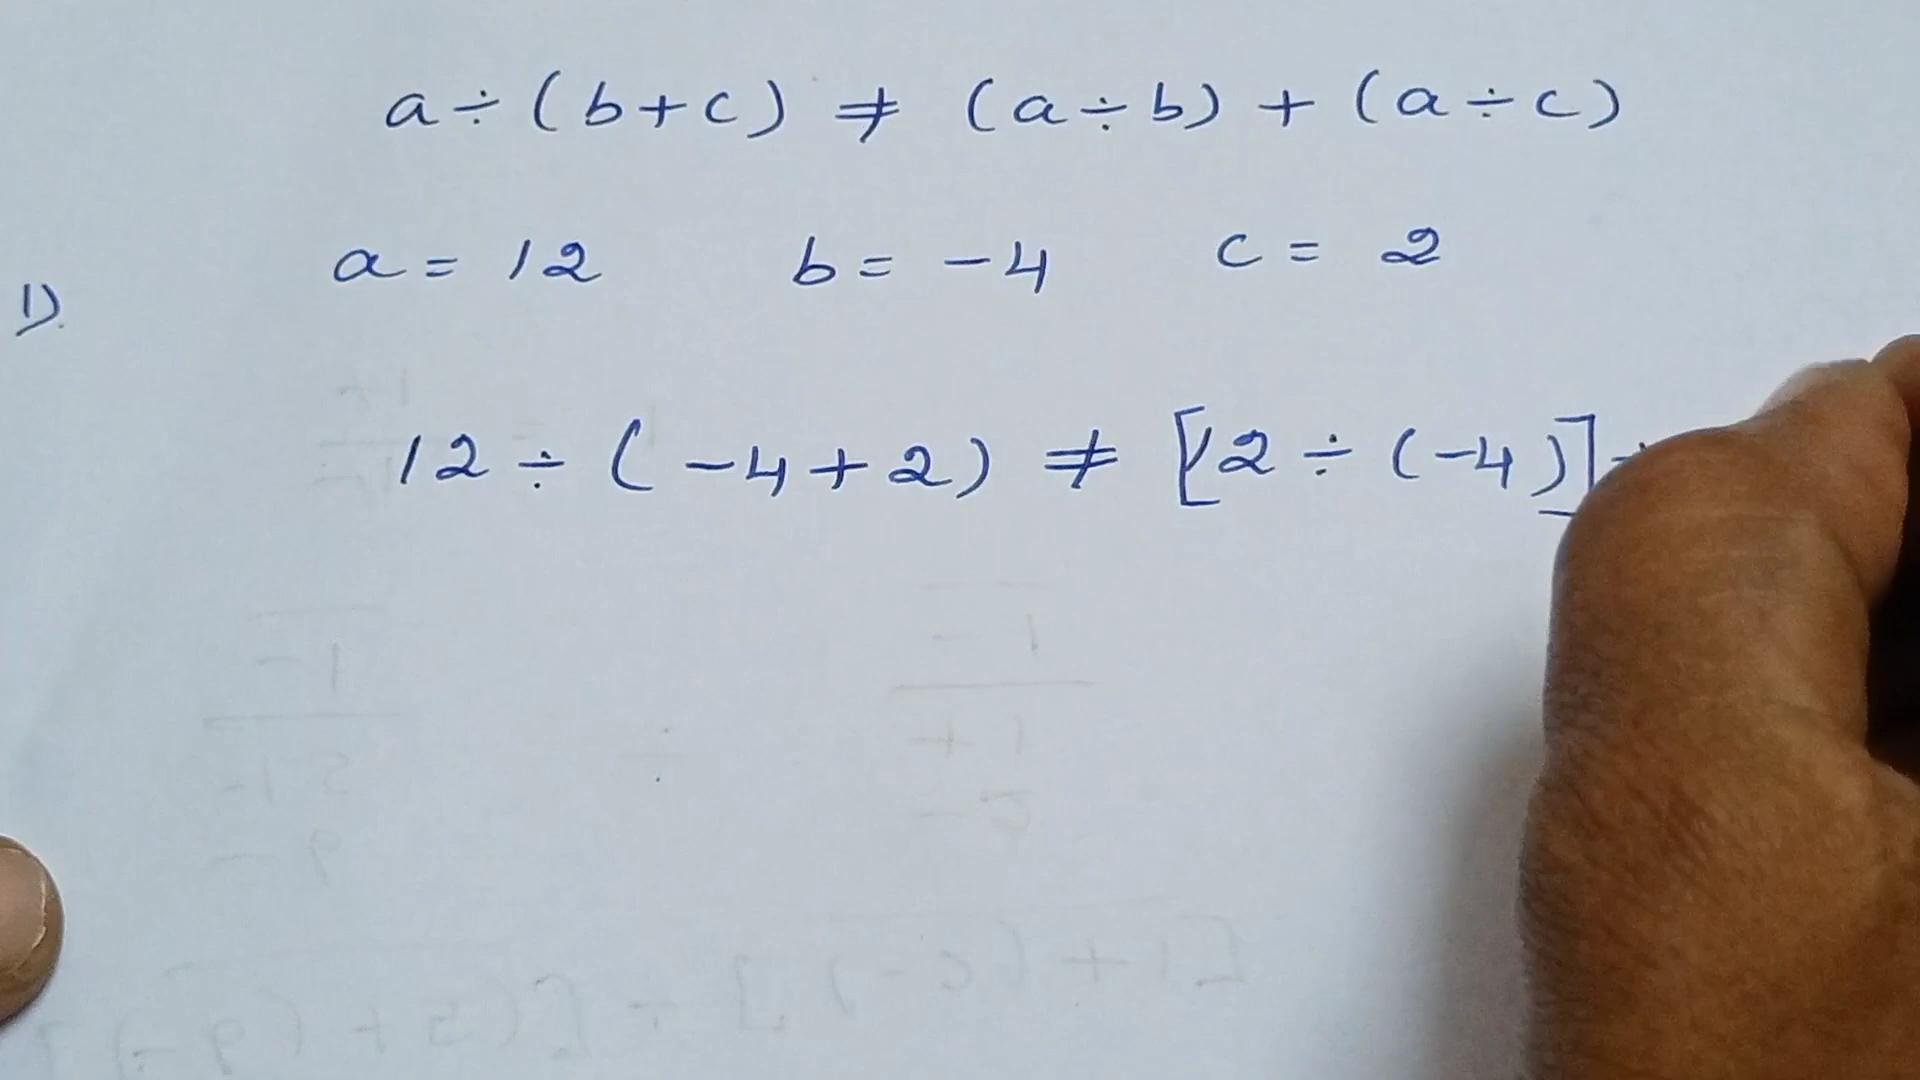 a ÷ (b + c) ≠ (a ÷ b) + (a ÷ c)
1). a = 12 b = -4 c = 2
12 ÷ (-4 + 2) ≠ [12 ÷ (-4)] +